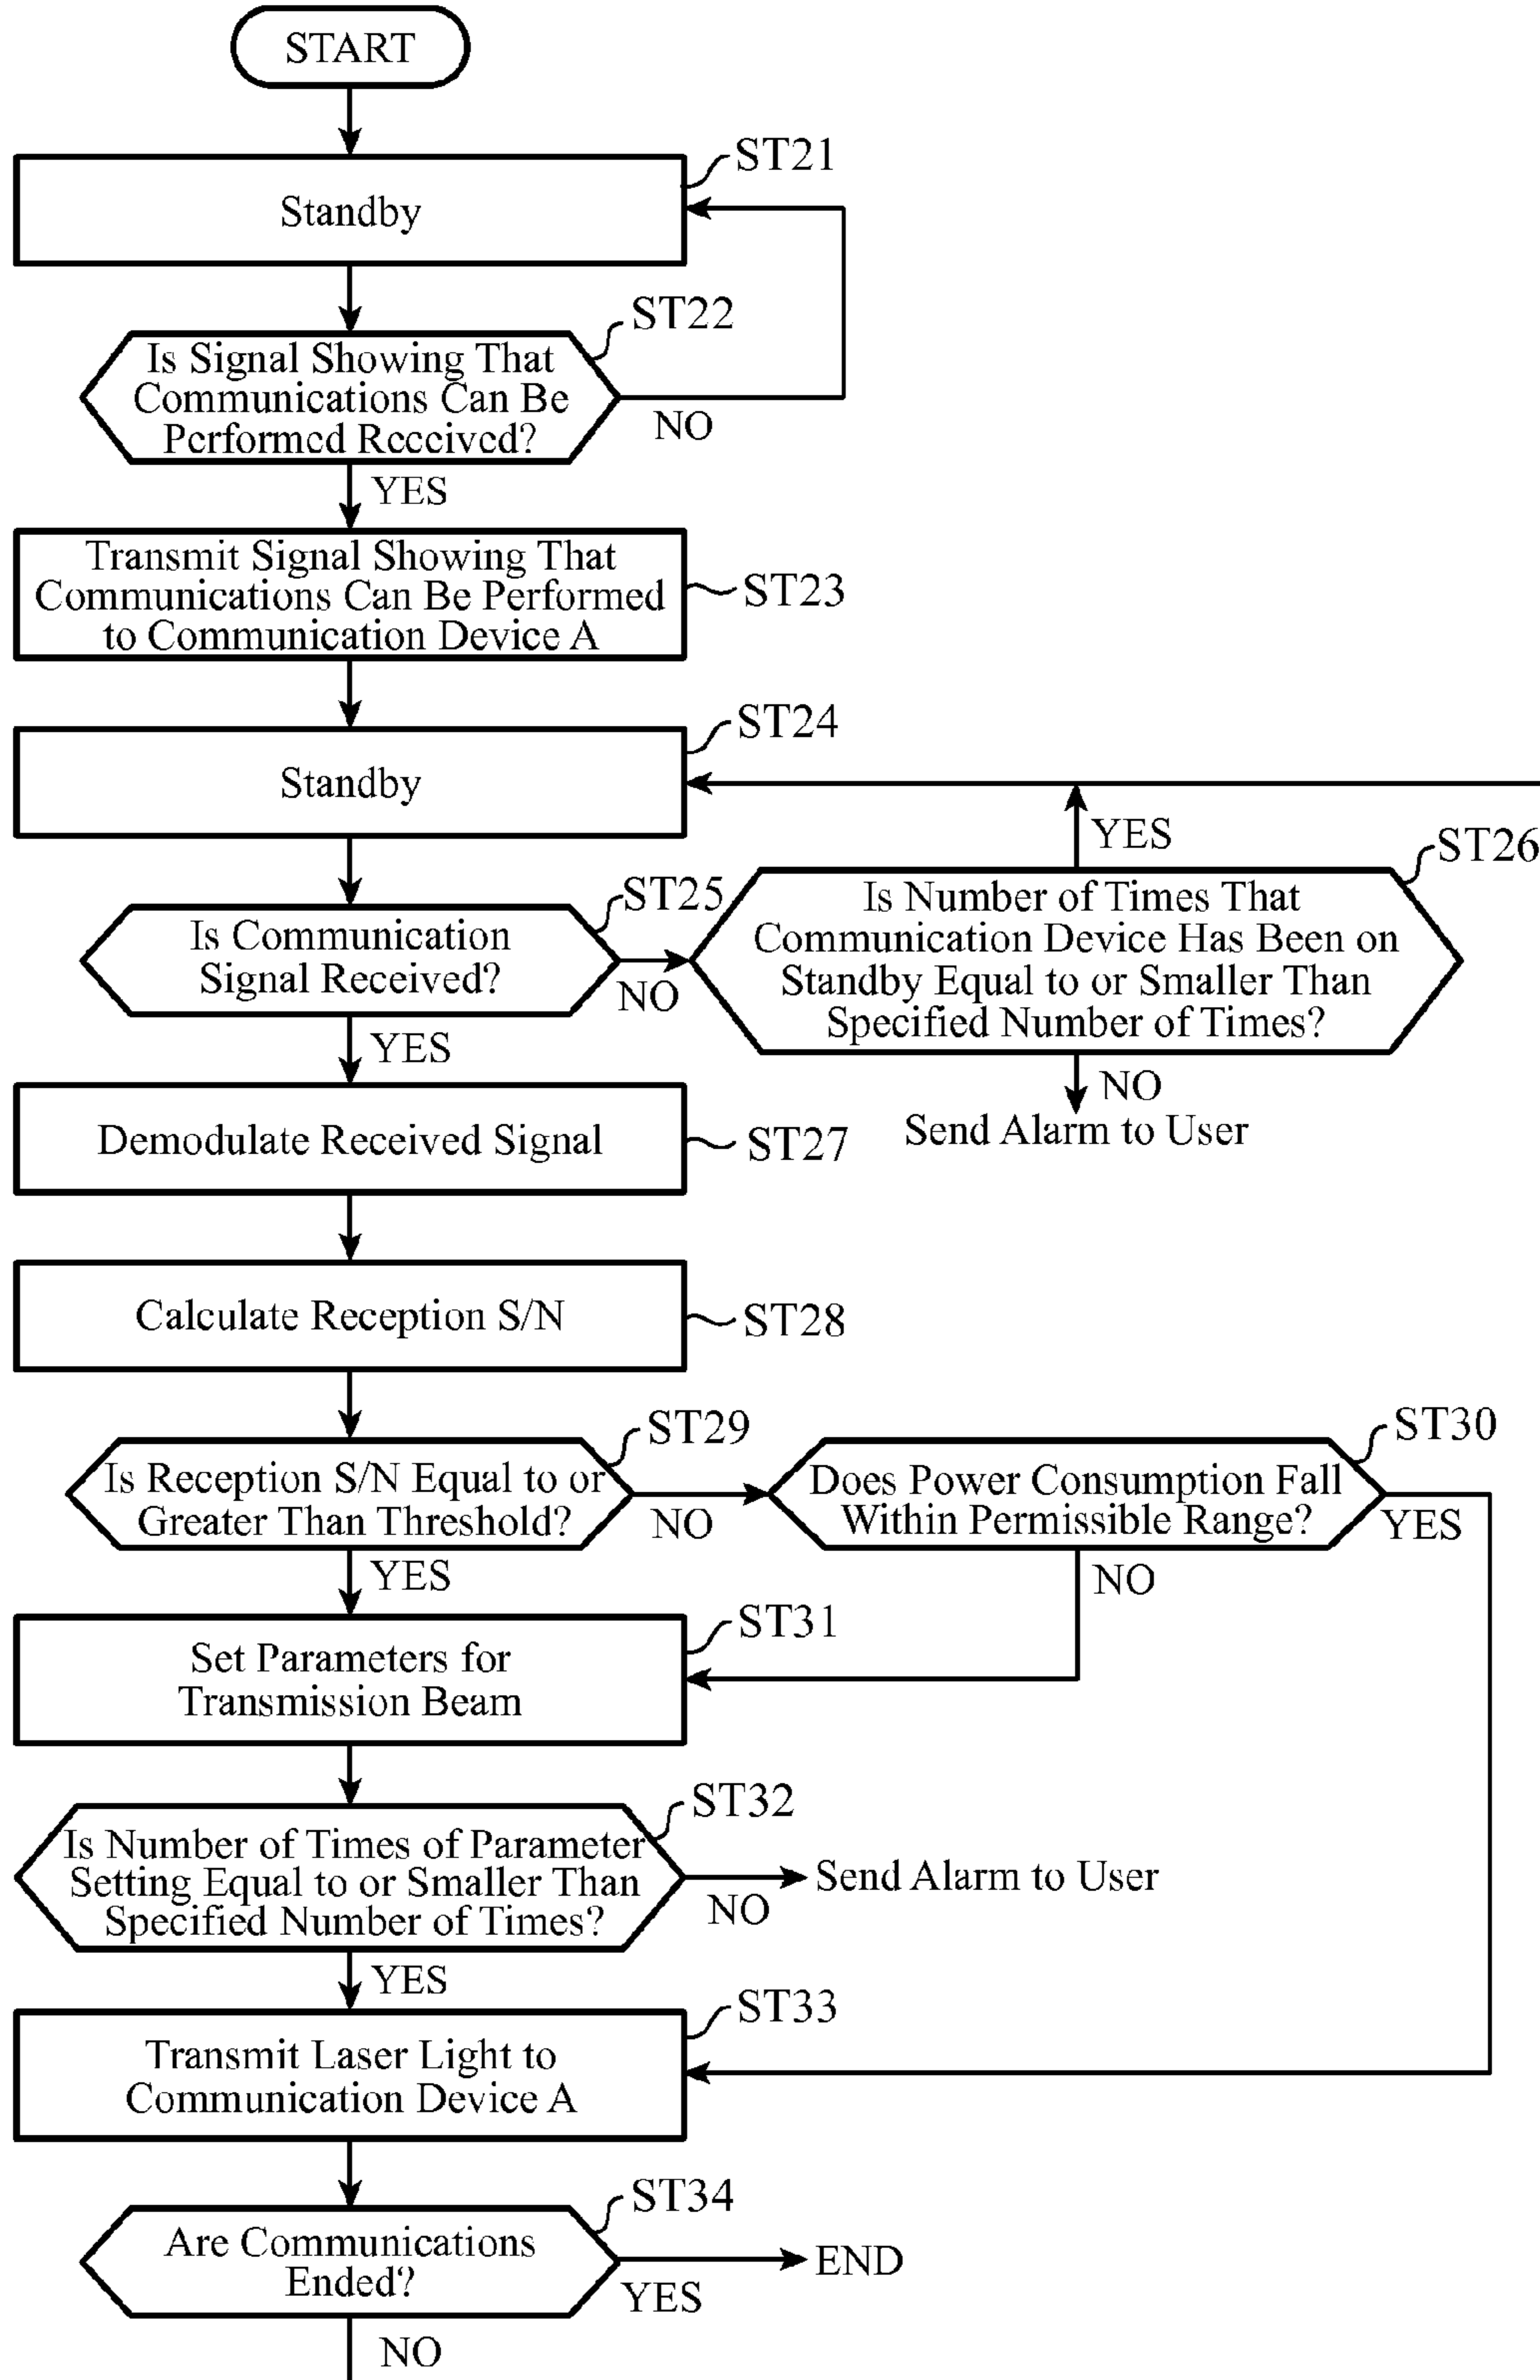 START
ST21
Standby
ST22
Is Signal Showing That
Communications Can Be
Performed Received?
NO
YES
Transmit Signal Showing That
Communications Can Be Performed
to Communication Device A
ST23
ST24
Standby
YES
ST26
ST25
Is Communication
Signal Received?
NO
Is Number of Times That
Communication Device Has Been on
Standby Equal to or Smaller Than
Specified Number of Times?
YES
NO
Send Alarm to User
Demodulate Received Signal
ST27
Calculate Reception S/N
ST28
ST29
Is Reception S/N Equal to or
Greater Than Threshold?
NO
ST30
Does Power Consumption Fall
Within Permissible Range?
YES
YES
NO
ST31
Set Parameters for
Transmission Beam
ST32
Is Number of Times of Parameter
Setting Equal to or Smaller Than
Specified Number of Times?
NO
Send Alarm to User
YES
ST33
Transmit Laser Light to
Communication Device A
ST34
Are Communications
Ended?
YES
END
NO